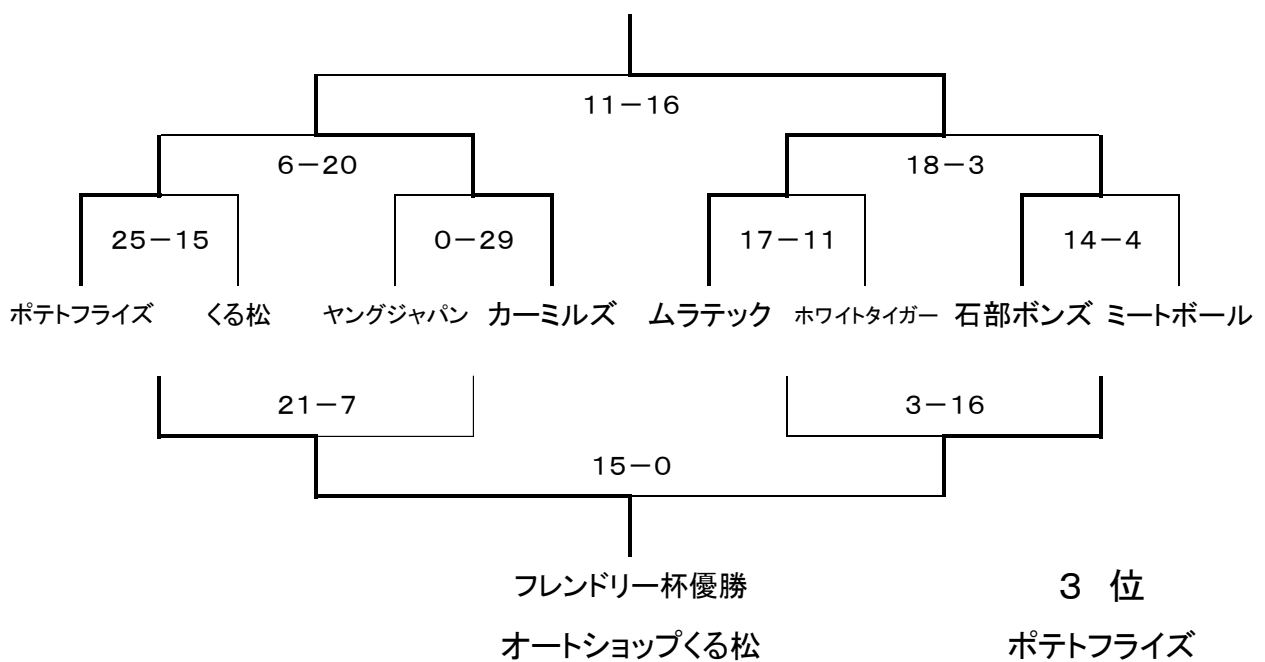 11－16
6－20 18－3
25－15 0－29 17－11 14－4
ポテトフライズ くる松 ヤングジャパン カーミルズ ムラテック ホワイトタイガー 石部ボンズ ミートボール
21－7 3－16
15－0
フレンドリー杯優勝 3 位
オートショップくる松 ポテトフライズ